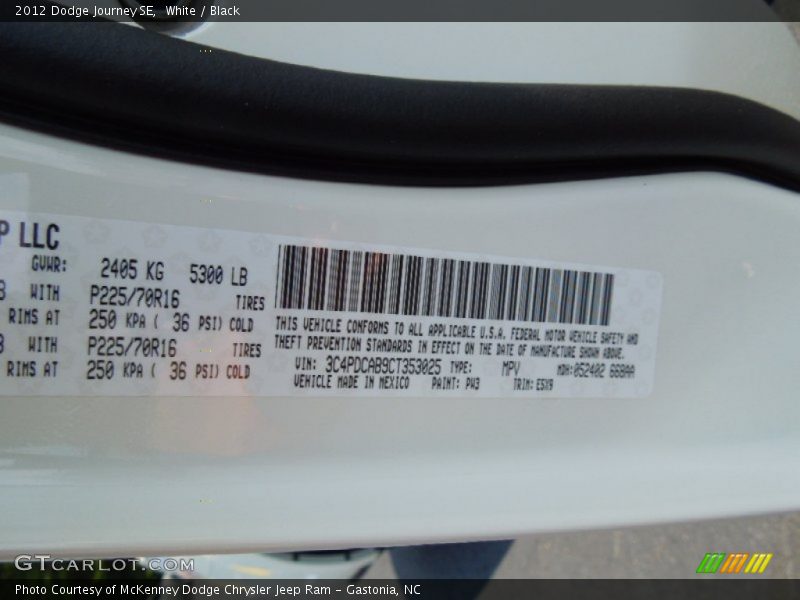 2012 Dodge Journey SE, White / Black
P LLC
GVWR: 2405 KG 5300 LB
WITH P225/70R16 TIRES
RIMS AT 250 KPA ( 36 PSI) COLD
WITH P225/70R16 TIRES
RIMS AT 250 KPA ( 36 PSI) COLD
THIS VEHICLE CONFORMS TO ALL APPLICABLE U.S.A. FEDERAL MOTOR VEHICLE SAFETY AND
THEFT PREVENTION STANDARDS IN EFFECT ON THE DATE OF MANUFACTURE SHOWN ABOVE.
VIN: 3C4PDCAB9CT353025 TYPE: MPV MDH: 052402 668AA
VEHICLE MADE IN MEXICO PAINT: PW3 TRIM: E5X9
GTCARLOT.COM
Photo Courtesy of McKenney Dodge Chrysler Jeep Ram – Gastonia, NC